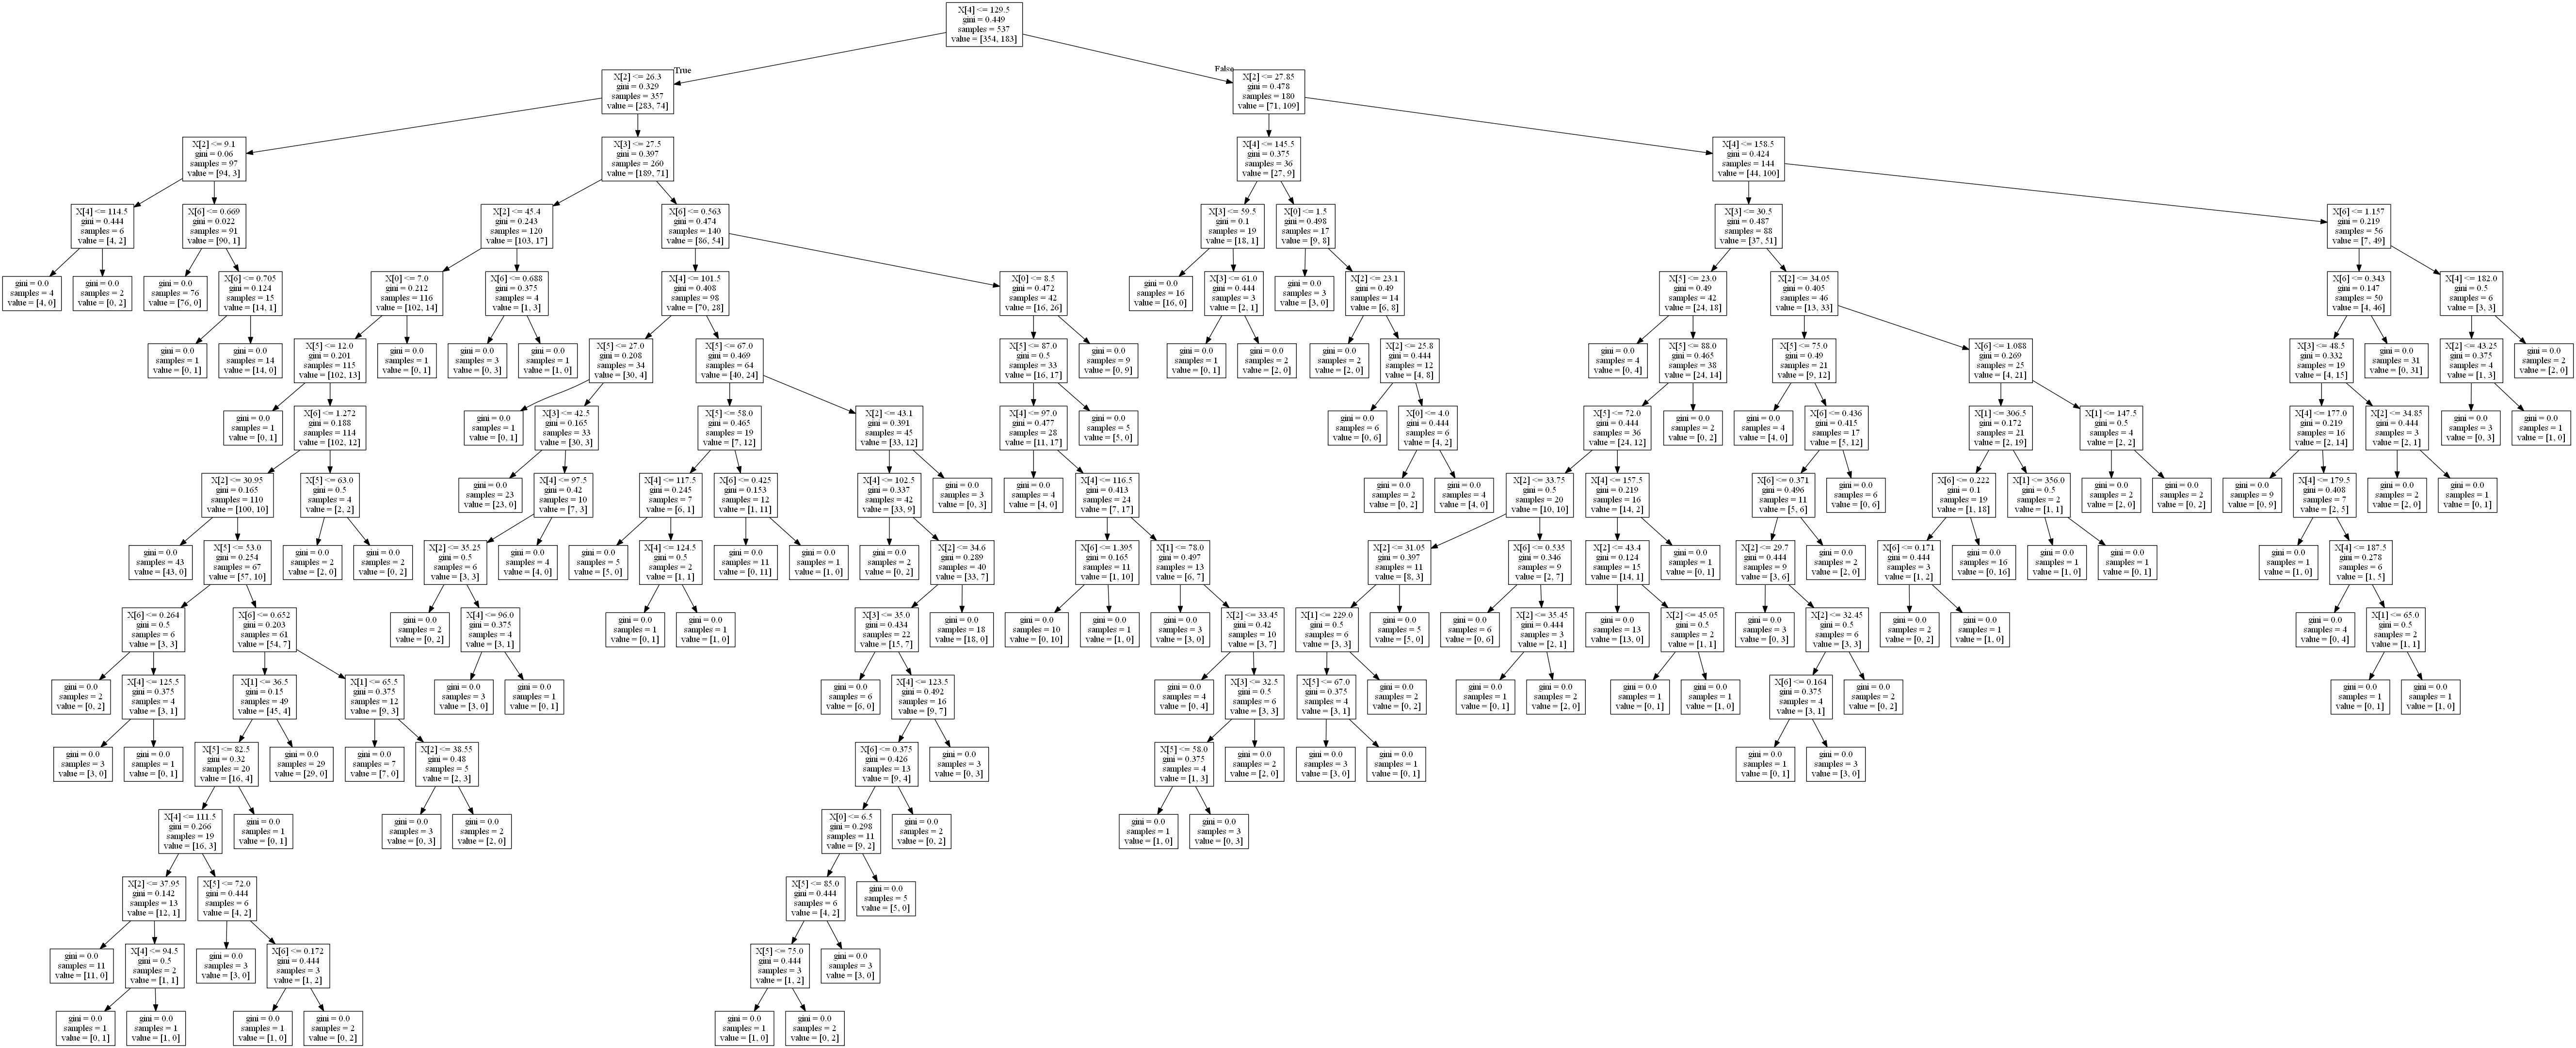 X[4] <= 129.5
gini = 0.449
samples = 537
value = [354, 183]
True
False
X[2] <= 26.3
gini = 0.329
samples = 357
value = [283, 74]
X[2] <= 27.85
gini = 0.478
samples = 180
value = [71, 109]
X[2] <= 9.1
gini = 0.06
samples = 97
value = [94, 3]
X[3] <= 27.5
gini = 0.397
samples = 260
value = [189, 71]
X[4] <= 145.5
gini = 0.375
samples = 36
value = [27, 9]
X[4] <= 158.5
gini = 0.424
samples = 144
value = [44, 100]
X[4] <= 114.5
gini = 0.444
samples = 6
value = [4, 2]
X[6] <= 0.669
gini = 0.022
samples = 91
value = [90, 1]
X[2] <= 45.4
gini = 0.243
samples = 120
value = [103, 17]
X[6] <= 0.563
gini = 0.474
samples = 140
value = [86, 54]
X[3] <= 59.5
gini = 0.1
samples = 19
value = [18, 1]
X[0] <= 1.5
gini = 0.498
samples = 17
value = [9, 8]
X[3] <= 30.5
gini = 0.487
samples = 88
value = [37, 51]
X[6] <= 1.157
gini = 0.219
samples = 56
value = [7, 49]
gini = 0.0
samples = 4
value = [4, 0]
gini = 0.0
samples = 2
value = [0, 2]
gini = 0.0
samples = 76
value = [76, 0]
X[6] <= 0.705
gini = 0.124
samples = 15
value = [14, 1]
X[0] <= 7.0
gini = 0.212
samples = 116
value = [102, 14]
X[6] <= 0.688
gini = 0.375
samples = 4
value = [1, 3]
X[4] <= 101.5
gini = 0.408
samples = 98
value = [70, 28]
X[0] <= 8.5
gini = 0.472
samples = 42
value = [16, 26]
gini = 0.0
samples = 16
value = [16, 0]
X[3] <= 61.0
gini = 0.444
samples = 3
value = [2, 1]
gini = 0.0
samples = 3
value = [3, 0]
X[2] <= 23.1
gini = 0.49
samples = 14
value = [6, 8]
X[5] <= 23.0
gini = 0.49
samples = 42
value = [24, 18]
X[2] <= 34.05
gini = 0.405
samples = 46
value = [13, 33]
X[6] <= 0.343
gini = 0.147
samples = 50
value = [4, 46]
X[4] <= 182.0
gini = 0.5
samples = 6
value = [3, 3]
gini = 0.0
samples = 1
value = [0, 1]
gini = 0.0
samples = 14
value = [14, 0]
X[5] <= 12.0
gini = 0.201
samples = 115
value = [102, 13]
gini = 0.0
samples = 1
value = [0, 1]
gini = 0.0
samples = 3
value = [0, 3]
gini = 0.0
samples = 1
value = [1, 0]
X[5] <= 27.0
gini = 0.208
samples = 34
value = [30, 4]
X[5] <= 67.0
gini = 0.469
samples = 64
value = [40, 24]
X[5] <= 87.0
gini = 0.5
samples = 33
value = [16, 17]
gini = 0.0
samples = 9
value = [0, 9]
gini = 0.0
samples = 1
value = [0, 1]
gini = 0.0
samples = 2
value = [2, 0]
gini = 0.0
samples = 2
value = [2, 0]
X[2] <= 25.8
gini = 0.444
samples = 12
value = [4, 8]
gini = 0.0
samples = 4
value = [0, 4]
X[5] <= 88.0
gini = 0.465
samples = 38
value = [24, 14]
X[5] <= 75.0
gini = 0.49
samples = 21
value = [9, 12]
X[6] <= 1.088
gini = 0.269
samples = 25
value = [4, 21]
X[3] <= 48.5
gini = 0.332
samples = 19
value = [4, 15]
gini = 0.0
samples = 31
value = [0, 31]
X[2] <= 43.25
gini = 0.375
samples = 4
value = [1, 3]
gini = 0.0
samples = 2
value = [2, 0]
gini = 0.0
samples = 1
value = [0, 1]
X[6] <= 1.272
gini = 0.188
samples = 114
value = [102, 12]
gini = 0.0
samples = 1
value = [0, 1]
X[3] <= 42.5
gini = 0.165
samples = 33
value = [30, 3]
X[5] <= 58.0
gini = 0.465
samples = 19
value = [7, 12]
X[2] <= 43.1
gini = 0.391
samples = 45
value = [33, 12]
X[4] <= 97.0
gini = 0.477
samples = 28
value = [11, 17]
gini = 0.0
samples = 5
value = [5, 0]
gini = 0.0
samples = 6
value = [0, 6]
X[0] <= 4.0
gini = 0.444
samples = 6
value = [4, 2]
X[5] <= 72.0
gini = 0.444
samples = 36
value = [24, 12]
gini = 0.0
samples = 2
value = [0, 2]
gini = 0.0
samples = 4
value = [4, 0]
X[6] <= 0.436
gini = 0.415
samples = 17
value = [5, 12]
X[1] <= 306.5
gini = 0.172
samples = 21
value = [2, 19]
X[1] <= 147.5
gini = 0.5
samples = 4
value = [2, 2]
X[4] <= 177.0
gini = 0.219
samples = 16
value = [2, 14]
X[2] <= 34.85
gini = 0.444
samples = 3
value = [2, 1]
gini = 0.0
samples = 3
value = [0, 3]
gini = 0.0
samples = 1
value = [1, 0]
X[2] <= 30.95
gini = 0.165
samples = 110
value = [100, 10]
X[5] <= 63.0
gini = 0.5
samples = 4
value = [2, 2]
gini = 0.0
samples = 23
value = [23, 0]
X[4] <= 97.5
gini = 0.42
samples = 10
value = [7, 3]
X[4] <= 117.5
gini = 0.245
samples = 7
value = [6, 1]
X[6] <= 0.425
gini = 0.153
samples = 12
value = [1, 11]
X[4] <= 102.5
gini = 0.337
samples = 42
value = [33, 9]
gini = 0.0
samples = 3
value = [0, 3]
gini = 0.0
samples = 4
value = [4, 0]
X[4] <= 116.5
gini = 0.413
samples = 24
value = [7, 17]
gini = 0.0
samples = 2
value = [0, 2]
gini = 0.0
samples = 4
value = [4, 0]
X[2] <= 33.75
gini = 0.5
samples = 20
value = [10, 10]
X[4] <= 157.5
gini = 0.219
samples = 16
value = [14, 2]
X[6] <= 0.371
gini = 0.496
samples = 11
value = [5, 6]
gini = 0.0
samples = 6
value = [0, 6]
X[6] <= 0.222
gini = 0.1
samples = 19
value = [1, 18]
X[1] <= 356.0
gini = 0.5
samples = 2
value = [1, 1]
gini = 0.0
samples = 2
value = [2, 0]
gini = 0.0
samples = 2
value = [0, 2]
gini = 0.0
samples = 9
value = [0, 9]
X[4] <= 179.5
gini = 0.408
samples = 7
value = [2, 5]
gini = 0.0
samples = 2
value = [2, 0]
gini = 0.0
samples = 1
value = [0, 1]
gini = 0.0
samples = 43
value = [43, 0]
X[5] <= 53.0
gini = 0.254
samples = 67
value = [57, 10]
gini = 0.0
samples = 2
value = [2, 0]
gini = 0.0
samples = 2
value = [0, 2]
X[2] <= 35.25
gini = 0.5
samples = 6
value = [3, 3]
gini = 0.0
samples = 4
value = [4, 0]
gini = 0.0
samples = 5
value = [5, 0]
X[4] <= 124.5
gini = 0.5
samples = 2
value = [1, 1]
gini = 0.0
samples = 11
value = [0, 11]
gini = 0.0
samples = 1
value = [1, 0]
gini = 0.0
samples = 2
value = [0, 2]
X[2] <= 34.6
gini = 0.289
samples = 40
value = [33, 7]
X[6] <= 1.395
gini = 0.165
samples = 11
value = [1, 10]
X[1] <= 78.0
gini = 0.497
samples = 13
value = [6, 7]
X[2] <= 31.05
gini = 0.397
samples = 11
value = [8, 3]
X[6] <= 0.535
gini = 0.346
samples = 9
value = [2, 7]
X[2] <= 43.4
gini = 0.124
samples = 15
value = [14, 1]
gini = 0.0
samples = 1
value = [0, 1]
X[2] <= 29.7
gini = 0.444
samples = 9
value = [3, 6]
gini = 0.0
samples = 2
value = [2, 0]
X[6] <= 0.171
gini = 0.444
samples = 3
value = [1, 2]
gini = 0.0
samples = 16
value = [0, 16]
gini = 0.0
samples = 1
value = [1, 0]
gini = 0.0
samples = 1
value = [0, 1]
gini = 0.0
samples = 1
value = [1, 0]
X[4] <= 187.5
gini = 0.278
samples = 6
value = [1, 5]
X[6] <= 0.264
gini = 0.5
samples = 6
value = [3, 3]
X[6] <= 0.652
gini = 0.203
samples = 61
value = [54, 7]
gini = 0.0
samples = 2
value = [0, 2]
X[4] <= 96.0
gini = 0.375
samples = 4
value = [3, 1]
gini = 0.0
samples = 1
value = [0, 1]
gini = 0.0
samples = 1
value = [1, 0]
X[3] <= 35.0
gini = 0.434
samples = 22
value = [15, 7]
gini = 0.0
samples = 18
value = [18, 0]
gini = 0.0
samples = 10
value = [0, 10]
gini = 0.0
samples = 1
value = [1, 0]
gini = 0.0
samples = 3
value = [3, 0]
X[2] <= 33.45
gini = 0.42
samples = 10
value = [3, 7]
X[1] <= 229.0
gini = 0.5
samples = 6
value = [3, 3]
gini = 0.0
samples = 5
value = [5, 0]
gini = 0.0
samples = 6
value = [0, 6]
X[2] <= 35.45
gini = 0.444
samples = 3
value = [2, 1]
gini = 0.0
samples = 13
value = [13, 0]
X[2] <= 45.05
gini = 0.5
samples = 2
value = [1, 1]
gini = 0.0
samples = 3
value = [0, 3]
X[2] <= 32.45
gini = 0.5
samples = 6
value = [3, 3]
gini = 0.0
samples = 2
value = [0, 2]
gini = 0.0
samples = 1
value = [1, 0]
gini = 0.0
samples = 4
value = [0, 4]
X[1] <= 65.0
gini = 0.5
samples = 2
value = [1, 1]
gini = 0.0
samples = 2
value = [0, 2]
X[4] <= 125.5
gini = 0.375
samples = 4
value = [3, 1]
X[1] <= 36.5
gini = 0.15
samples = 49
value = [45, 4]
X[1] <= 65.5
gini = 0.375
samples = 12
value = [9, 3]
gini = 0.0
samples = 3
value = [3, 0]
gini = 0.0
samples = 1
value = [0, 1]
gini = 0.0
samples = 6
value = [6, 0]
X[4] <= 123.5
gini = 0.492
samples = 16
value = [9, 7]
gini = 0.0
samples = 4
value = [0, 4]
X[3] <= 32.5
gini = 0.5
samples = 6
value = [3, 3]
X[5] <= 67.0
gini = 0.375
samples = 4
value = [3, 1]
gini = 0.0
samples = 2
value = [0, 2]
gini = 0.0
samples = 1
value = [0, 1]
gini = 0.0
samples = 2
value = [2, 0]
gini = 0.0
samples = 1
value = [0, 1]
gini = 0.0
samples = 1
value = [1, 0]
X[6] <= 0.164
gini = 0.375
samples = 4
value = [3, 1]
gini = 0.0
samples = 2
value = [0, 2]
gini = 0.0
samples = 1
value = [0, 1]
gini = 0.0
samples = 1
value = [1, 0]
gini = 0.0
samples = 3
value = [3, 0]
gini = 0.0
samples = 1
value = [0, 1]
X[5] <= 82.5
gini = 0.32
samples = 20
value = [16, 4]
gini = 0.0
samples = 29
value = [29, 0]
gini = 0.0
samples = 7
value = [7, 0]
X[2] <= 38.55
gini = 0.48
samples = 5
value = [2, 3]
X[6] <= 0.375
gini = 0.426
samples = 13
value = [9, 4]
gini = 0.0
samples = 3
value = [0, 3]
X[5] <= 58.0
gini = 0.375
samples = 4
value = [1, 3]
gini = 0.0
samples = 2
value = [2, 0]
gini = 0.0
samples = 3
value = [3, 0]
gini = 0.0
samples = 1
value = [0, 1]
gini = 0.0
samples = 1
value = [0, 1]
gini = 0.0
samples = 3
value = [3, 0]
X[4] <= 111.5
gini = 0.266
samples = 19
value = [16, 3]
gini = 0.0
samples = 1
value = [0, 1]
gini = 0.0
samples = 3
value = [0, 3]
gini = 0.0
samples = 2
value = [2, 0]
X[0] <= 6.5
gini = 0.298
samples = 11
value = [9, 2]
gini = 0.0
samples = 2
value = [0, 2]
gini = 0.0
samples = 1
value = [1, 0]
gini = 0.0
samples = 3
value = [0, 3]
X[2] <= 37.95
gini = 0.142
samples = 13
value = [12, 1]
X[5] <= 72.0
gini = 0.444
samples = 6
value = [4, 2]
X[5] <= 85.0
gini = 0.444
samples = 6
value = [4, 2]
gini = 0.0
samples = 5
value = [5, 0]
gini = 0.0
samples = 11
value = [11, 0]
X[4] <= 94.5
gini = 0.5
samples = 2
value = [1, 1]
gini = 0.0
samples = 3
value = [3, 0]
X[6] <= 0.172
gini = 0.444
samples = 3
value = [1, 2]
X[5] <= 75.0
gini = 0.444
samples = 3
value = [1, 2]
gini = 0.0
samples = 3
value = [3, 0]
gini = 0.0
samples = 1
value = [0, 1]
gini = 0.0
samples = 1
value = [1, 0]
gini = 0.0
samples = 1
value = [1, 0]
gini = 0.0
samples = 2
value = [0, 2]
gini = 0.0
samples = 1
value = [1, 0]
gini = 0.0
samples = 2
value = [0, 2]